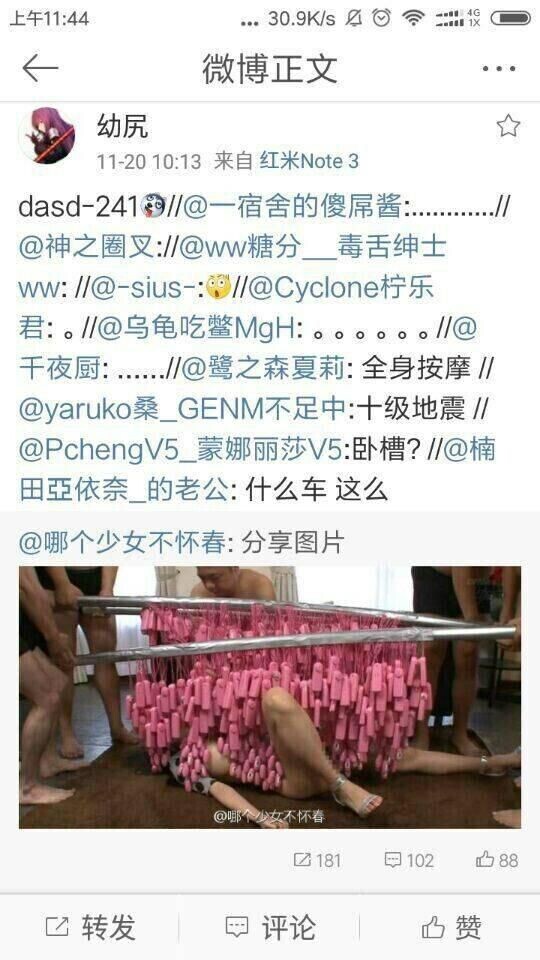 上午11:44
... 30.9K/s 4G 1X
微博正文
幼尻
11-20 10:13 来自 红米Note 3
dasd-241//@一宿舍的傻屌酱:............//
@神之圈叉://@ww糖分__毒舌绅士
ww: //@-sius-://@Cyclone柠乐
君: 。//@乌龟吃鳖MgH: 。。。。。。//@
千夜厨: ......//@鹭之森夏莉: 全身按摩 //
@yaruko桑_GENM不足中:十级地震 //
@PchengV5_蒙娜丽莎V5:卧槽? //@楠
田亞依奈_的老公: 什么车 这么
@哪个少女不怀春: 分享图片
@哪个少女不怀春
181 102 88
转发 评论 赞